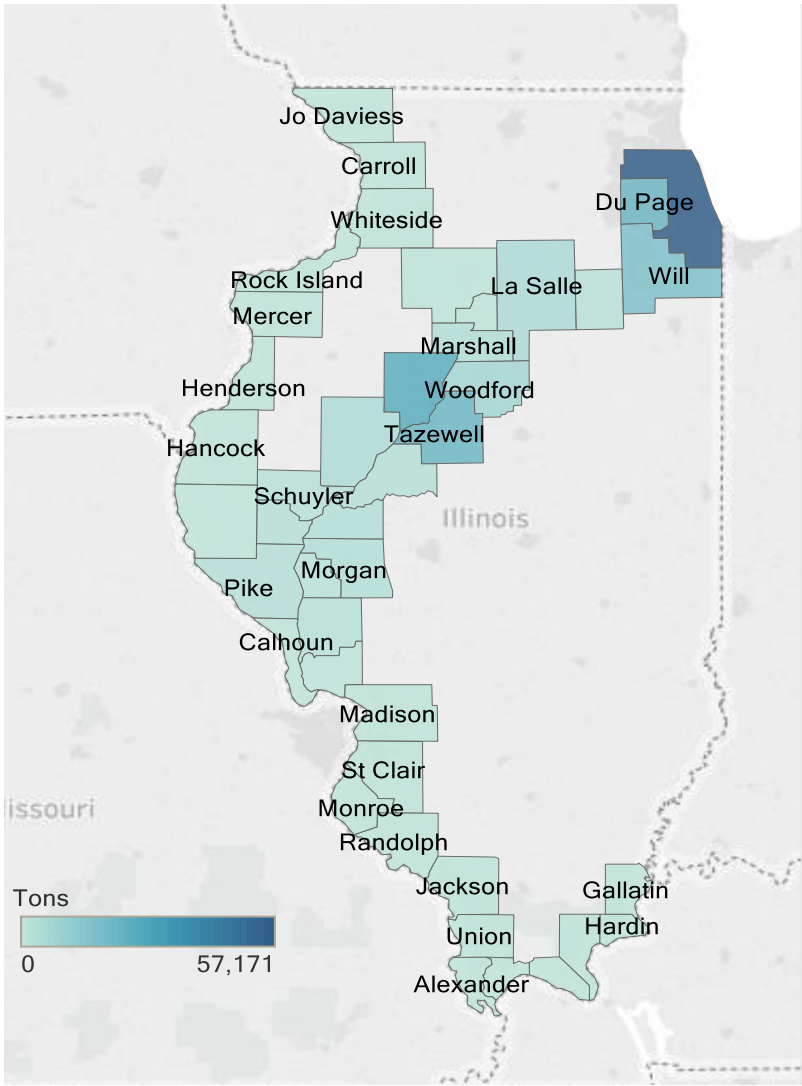 Jo Daviess
Carroll
Du Page
Whiteside
Will
Rock Island
La Salle
Mercer
Marshall
Henderson
Woodford
Tazewell
Hancock
Schuyler
Illinois
Morgan
Pike
Calhoun
Madison
St Clair
issouri
Monroe
Randolph
Jackson
Gallatin
Tons
Hardin
Union
0
57,171
Alexander